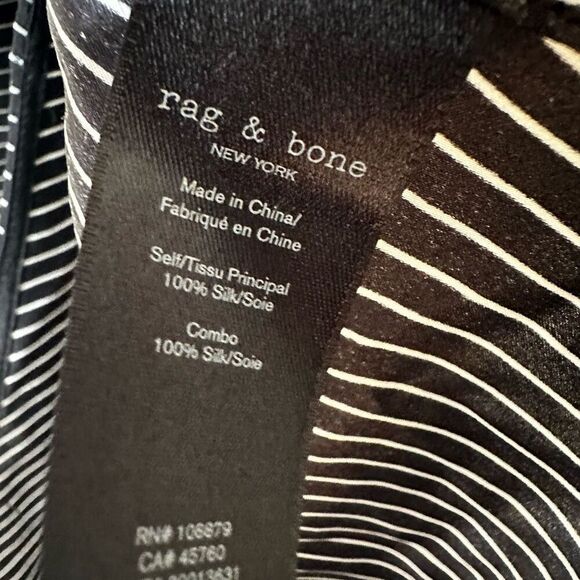 rag & bone
NEW YORK
Made in China/
Fabriqué en Chine
Self/Tissu Principal
100% Silk/Soie
Combo
100% Silk/Soie
RN# 106879
CA# 45760